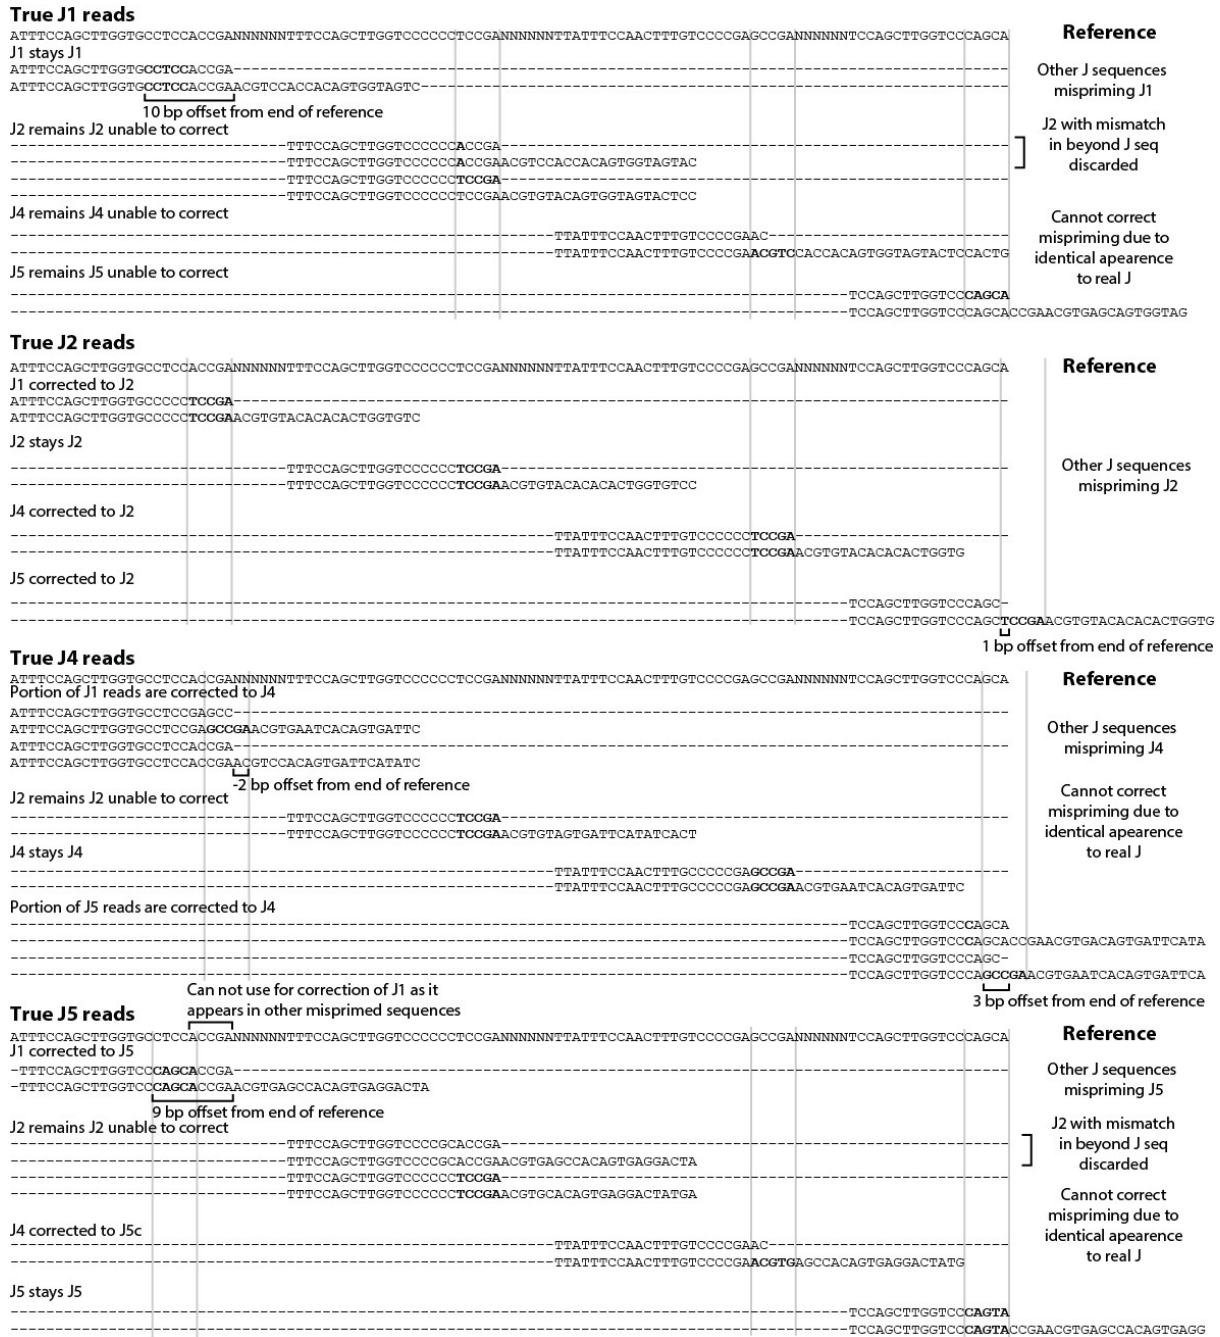 True J1 reads
ATTTCCAGCTTGGTGCCTCCACCGANNNNNNTTTCCAGCTTGGTCCCCCCTCCGANNNNNNTTATTTCCAACTTTGTCCCCGAGCCGANNNNNNTCCAGCTTGGTCCCAGCA Reference
J1 stays J1
ATTTCCAGCTTGGTGCCTCCACCGA Other J sequences
ATTTCCAGCTTGGTGCCTCCACCGAACGTCCACCACAGTGGTAGTC mispriming J1
10 bp offset from end of reference
J2 remains J2 unable to correct J2 with mismatch
TTTCCAGCTTGGTCCCCCCACCGA in beyond J seq
TTTCCAGCTTGGTCCCCCCACCGAACGTCCACCACAGTGGTAGTAC discarded
TTTCCAGCTTGGTCCCCCCTCCGA
TTTCCAGCTTGGTCCCCCCTCCGAACGTGTACAGTGGTAGTACTCC
J4 remains J4 unable to correct Cannot correct
TTATTTCCAACTTTGTCCCCGAAC mispriming due to
TTATTTCCAACTTTGTCCCCGAACGTCCACCACAGTGGTAGTACTCCACTG identical apearence
J5 remains J5 unable to correct to real J
TCCAGCTTGGTCCCAGCA
TCCAGCTTGGTCCCAGCACCGAACGTGAGCAGTGGTAG
True J2 reads
ATTTCCAGCTTGGTGCCTCCACCGANNNNNNTTTCCAGCTTGGTCCCCCCTCCGANNNNNNTTATTTCCAACTTTGTCCCCGAGCCGANNNNNNTCCAGCTTGGTCCCAGCA Reference
J1 corrected to J2
ATTTCCAGCTTGGTGCCCCCTCCGA
ATTTCCAGCTTGGTGCCCCCTCCGAACGTGTACACACACTGGTGTC
J2 stays J2
TTTCCAGCTTGGTCCCCCCTCCGA Other J sequences
TTTCCAGCTTGGTCCCCCCTCCGAACGTGTACACACACTGGTGTCC mispriming J2
J4 corrected to J2
TTATTTCCAACTTTGTCCCCCCTCCGA
TTATTTCCAACTTTGTCCCCCCTCCGAACGTGTACACACACTGGTG
J5 corrected to J2
TCCAGCTTGGTCCCAGC
TCCAGCTTGGTCCCAGCTCCGAACGTGTACACACACTGGTG
1 bp offset from end of reference
True J4 reads
ATTTCCAGCTTGGTGCCTCCACCGANNNNNNTTTCCAGCTTGGTCCCCCCTCCGANNNNNNTTATTTCCAACTTTGTCCCCGAGCCGANNNNNNTCCAGCTTGGTCCCAGCA Reference
Portion of J1 reads are corrected to J4
ATTTCCAGCTTGGTGCCTCCGAGCC
ATTTCCAGCTTGGTGCCTCCGAGCCGAACGTGAATCACAGTGATTC Other J sequences
ATTTCCAGCTTGGTGCCTCCACCGA mispriming J4
ATTTCCAGCTTGGTGCCTCCACCGAACGTCCACAGTGATTCATATC
-2 bp offset from end of reference
J2 remains J2 unable to correct Cannot correct
TTTCCAGCTTGGTCCCCCCTCCGA mispriming due to
TTTCCAGCTTGGTCCCCCCTCCGAACGTGTAGTGATTCATATCACT identical apearence
J4 stays J4 to real J
TTATTTCCAACTTTGCCCCCGAGCCGA
TTATTTCCAACTTTGCCCCCGAGCCGAACGTGAATCACAGTGATTC
Portion of J5 reads are corrected to J4
TCCAGCTTGGTCCCAGCA
TCCAGCTTGGTCCCAGCACCGAACGTGACAGTGATTCATA
TCCAGCTTGGTCCCAGC
TCCAGCTTGGTCCCAGCCGAACGTGAATCACAGTGATTCA
3 bp offset from end of reference
Can not use for correction of J1 as it
appears in other misprimed sequences
True J5 reads
ATTTCCAGCTTGGTGCCTCCACCGANNNNNNTTTCCAGCTTGGTCCCCCCTCCGANNNNNNTTATTTCCAACTTTGTCCCCGAGCCGANNNNNNTCCAGCTTGGTCCCAGCA Reference
J1 corrected to J5
TTTCCAGCTTGGTCCCAGCACCGA Other J sequences
TTTCCAGCTTGGTCCCAGCACCGAACGTGAGCCACAGTGAGGACTA mispriming J5
9 bp offset from end of reference
J2 remains J2 unable to correct J2 with mismatch
TTTCCAGCTTGGTCCCCGCACCGA in beyond J seq
TTTCCAGCTTGGTCCCCGCACCGAACGTGAGCCACAGTGAGGACTA discarded
TTTCCAGCTTGGTCCCCCCTCCGA
TTTCCAGCTTGGTCCCCCCTCCGAACGTGCACAGTGAGGACTATGA Cannot correct
mispriming due to
J4 corrected to J5c identical apearence
TTATTTCCAACTTTGTCCCCGAAC to real J
TTATTTCCAACTTTGTCCCCGAACGTGAGCCACAGTGAGGACTATG
J5 stays J5
TCCAGCTTGGTCCCAGTA
TCCAGCTTGGTCCCAGTACCGAACGTGAGCCACAGTGAGG